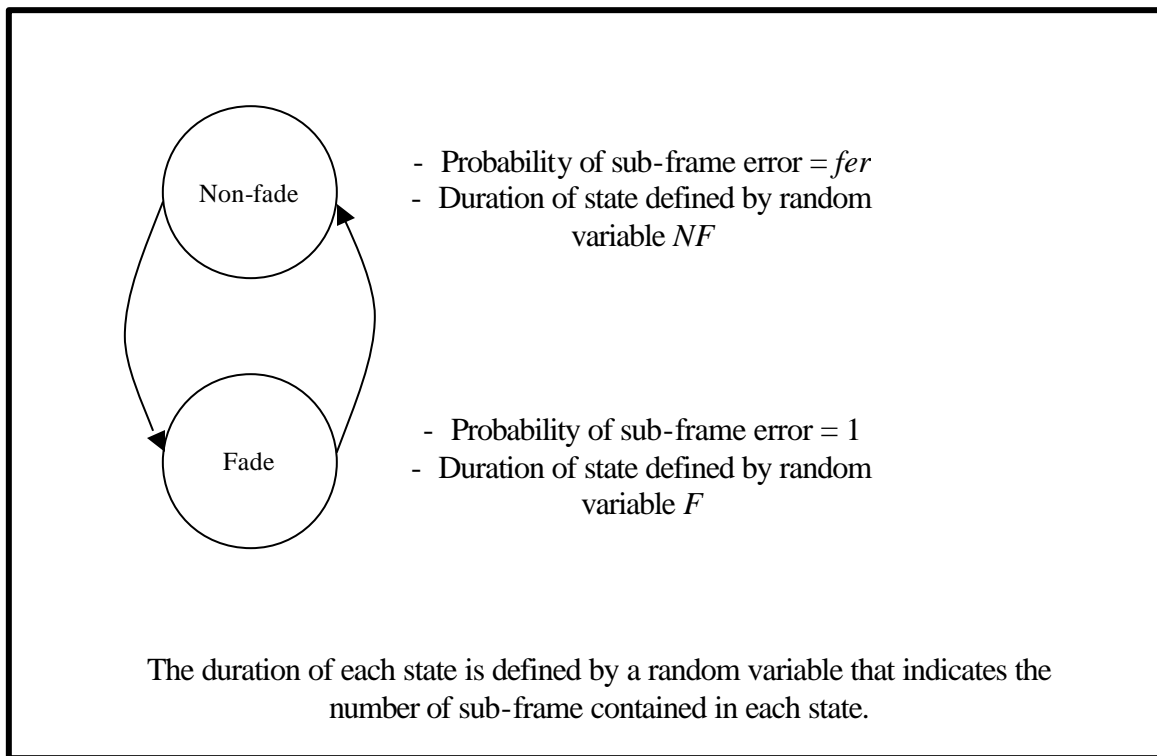 Non-fade
- Probability of sub-frame error = fer
- Duration of state defined by random
variable NF
Fade
- Probability of sub-frame error = 1
- Duration of state defined by random
variable F
The duration of each state is defined by a random variable that indicates the
number of sub-frame contained in each state.